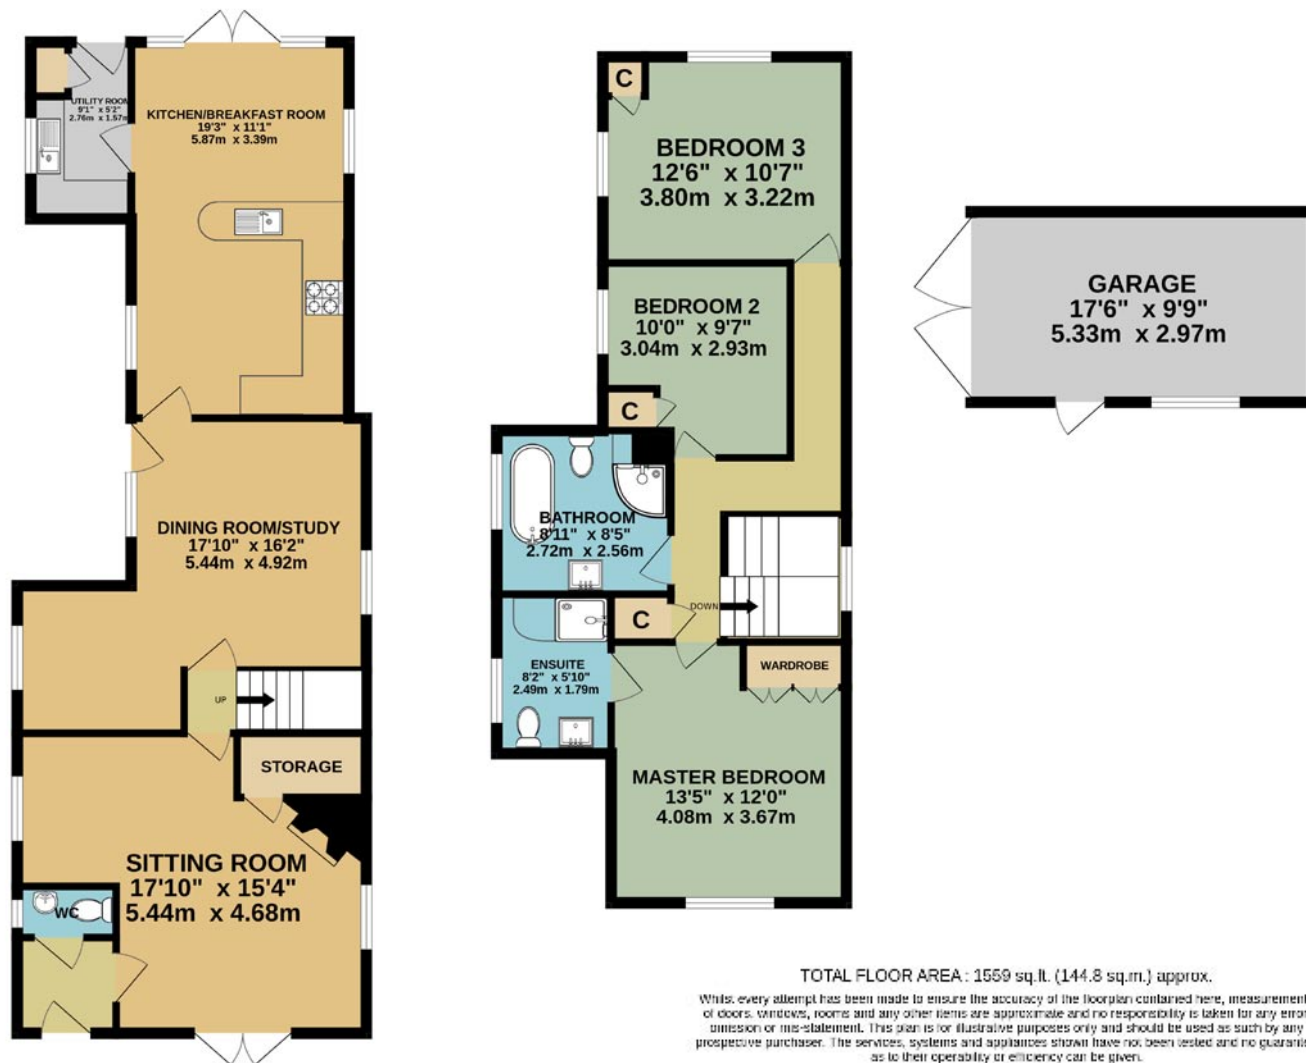 UTILITY ROOM
9'1" x 5'2"
2.76m x 1.57m
KITCHEN/BREAKFAST ROOM
19'3" x 11'1"
5.87m x 3.39m
DINING ROOM/STUDY
17'10" x 16'2"
5.44m x 4.92m
UP
STORAGE
SITTING ROOM
17'10" x 15'4"
5.44m x 4.68m
WC
C
BEDROOM 3
12'6" x 10'7"
3.80m x 3.22m
BEDROOM 2
10'0" x 9'7"
3.04m x 2.93m
C
BATHROOM
8'11" x 8'5"
2.72m x 2.56m
C
DOWN
ENSUITE
8'2" x 5'10"
2.49m x 1.79m
WARDROBE
MASTER BEDROOM
13'5" x 12'0"
4.08m x 3.67m
GARAGE
17'6" x 9'9"
5.33m x 2.97m
TOTAL FLOOR AREA : 1559 sq.ft. (144.8 sq.m.) approx.
Whilst every attempt has been made to ensure the accuracy of the floorplan contained here, measurement
of doors, windows, rooms and any other items are approximate and no responsibility is taken for any error
omission or mis-statement. This plan is for illustrative purposes only and should be used as such by any
prospective purchaser. The services, systems and appliances shown have not been tested and no guarante
as to their operability or efficiency can be given.